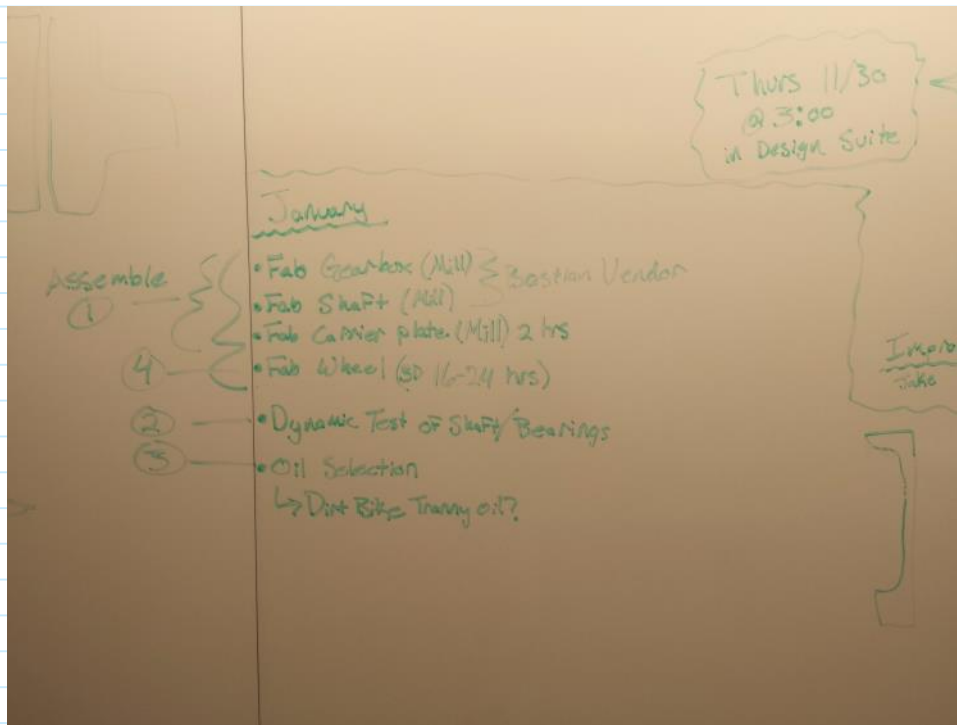 Thurs 11/30
@ 3:00
in Design Suite
January
Assemble
①
④
②
③
• Fab Gearbox (Mill) Bastian Vendor
• Fab Shaft (Mill)
• Fab Carrier plate (Mill) 2 hrs
• Fab Wheel (3D 16-24 hrs)
• Dynamic Test of Shaft/Bearings
• Oil Selection
↳ Dirt Bike Tranny oil?
Jake